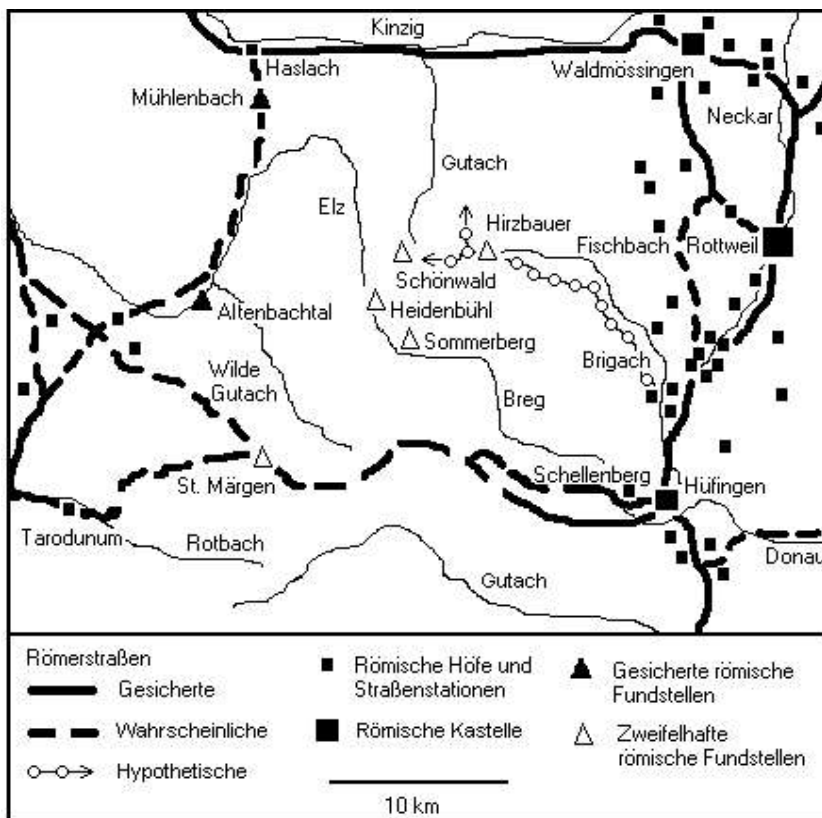 Kinzig
Haslach
Waldmössingen
Mühlenbach
Neckar
Gutach
Elz
Hirzbauer
Fischbach
Rottweil
Schönwald
Altenbachtal
Heidenbühl
Sommerberg
Wilde
Gutach
Brigach
Breg
St. Märgen
Schellenberg
Hüfingen
Tarodunum
Rotbach
Donau
Gutach
Römerstraßen
Gesicherte
Wahrscheinliche
Hypothetische
Römische Höfe und
Straßenstationen
Römische Kastelle
10 km
Gesicherte römische
Fundstellen
Zweifelhafte
römische Fundstellen